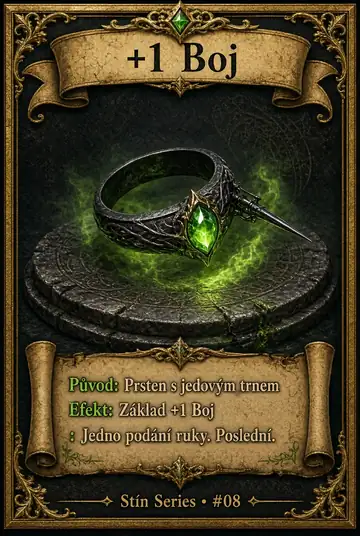 +1 Boj
Původ: Prsten s jedovým trnem
Efekt: Základ +1 Boj
: Jedno podání ruky. Poslední.
Stín Series • #08